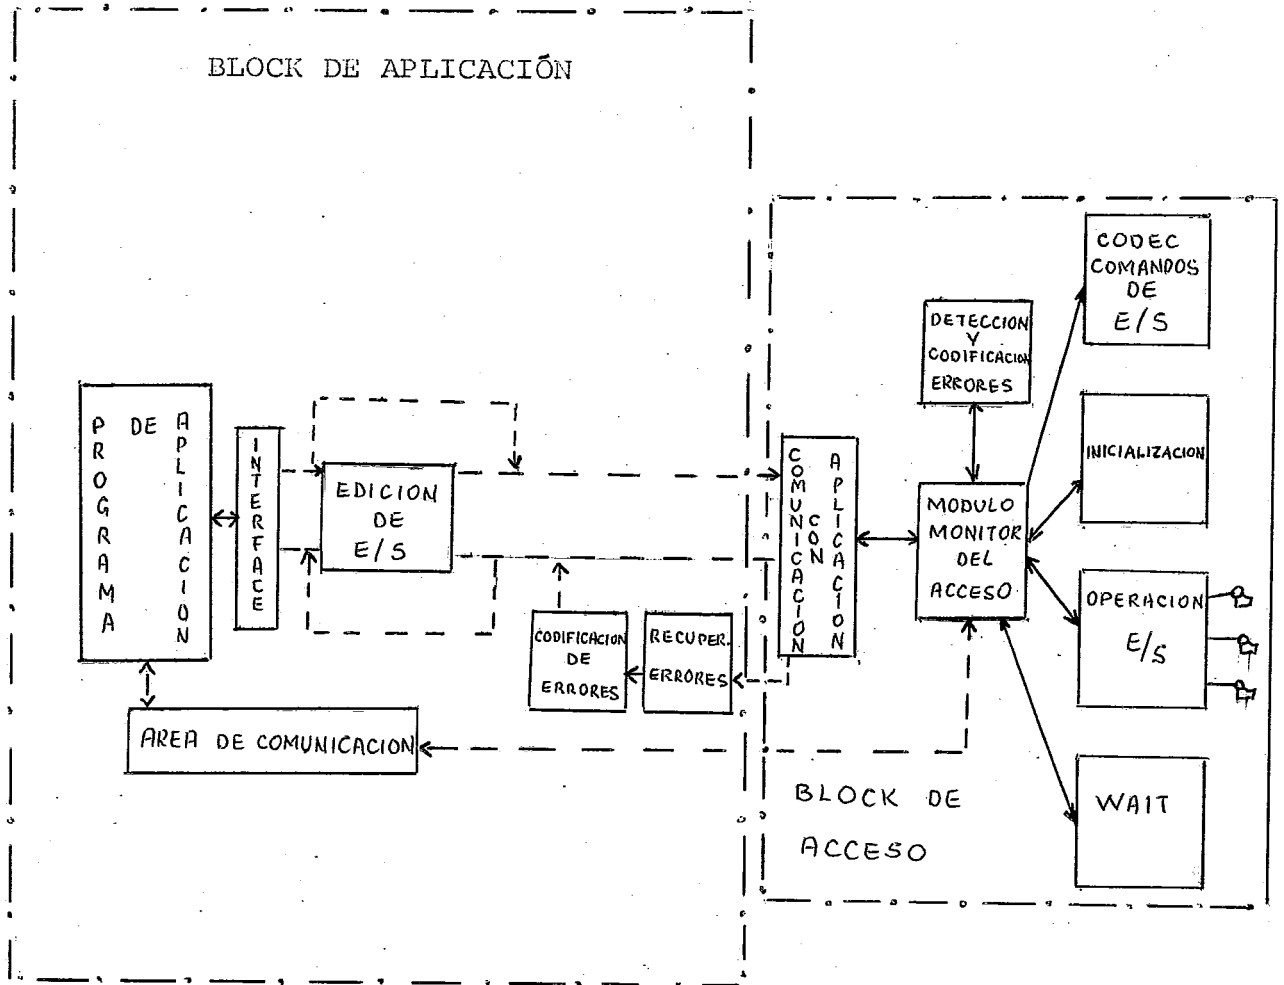 BLOCK DE APLICACIÓN
PROGRAMA
DE
APLICACION
INTERFACE
EDICION
DE
E/S
CODIFICACION
DE
ERRORES
RECUPER.
ERRORES
AREA DE COMUNICACION
COMUNICACION
CON
APLICACION
DETECCION
Y
CODIFICACION
ERRORES
MODULO
MONITOR
DEL
ACCESO
CODEC
COMANDOS
DE
E/S
INICIALIZACION
OPERACION
E/S
WAIT
BLOCK DE
ACCESO